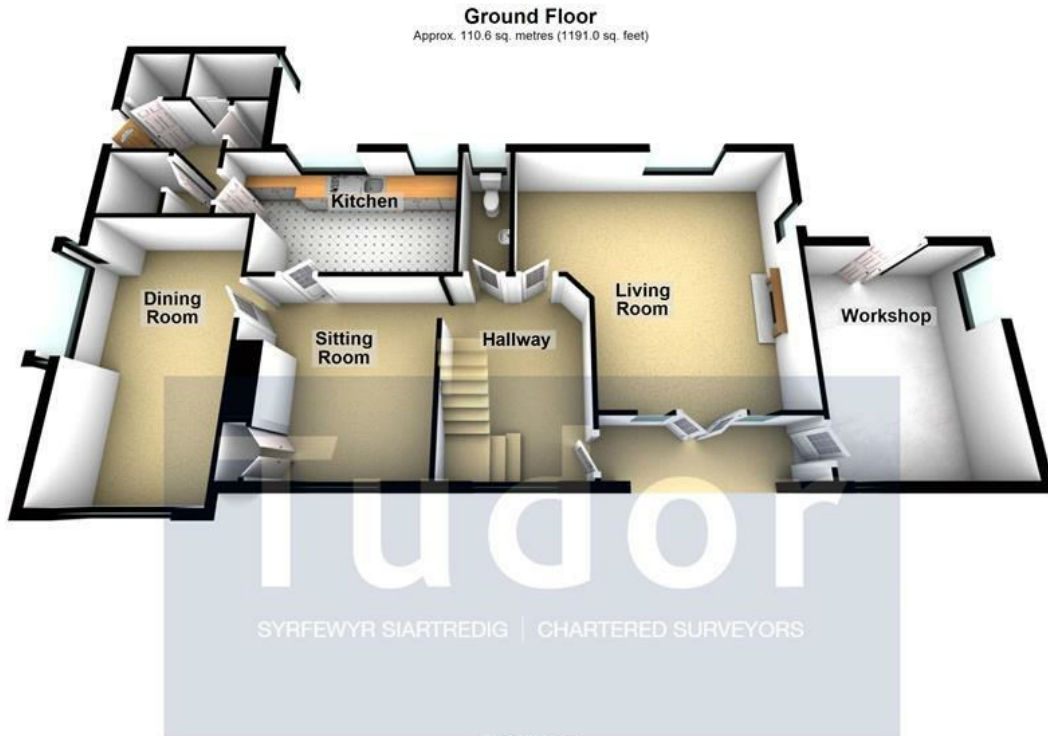 Ground Floor
Approx. 110.6 sq. metres (1191.0 sq. feet)
Kitchen
Dining
Room
Sitting
Room
Hallway
Living
Room
Workshop
Tudor
SYRFEWYR SIARTREDIG | CHARTERED SURVEYORS